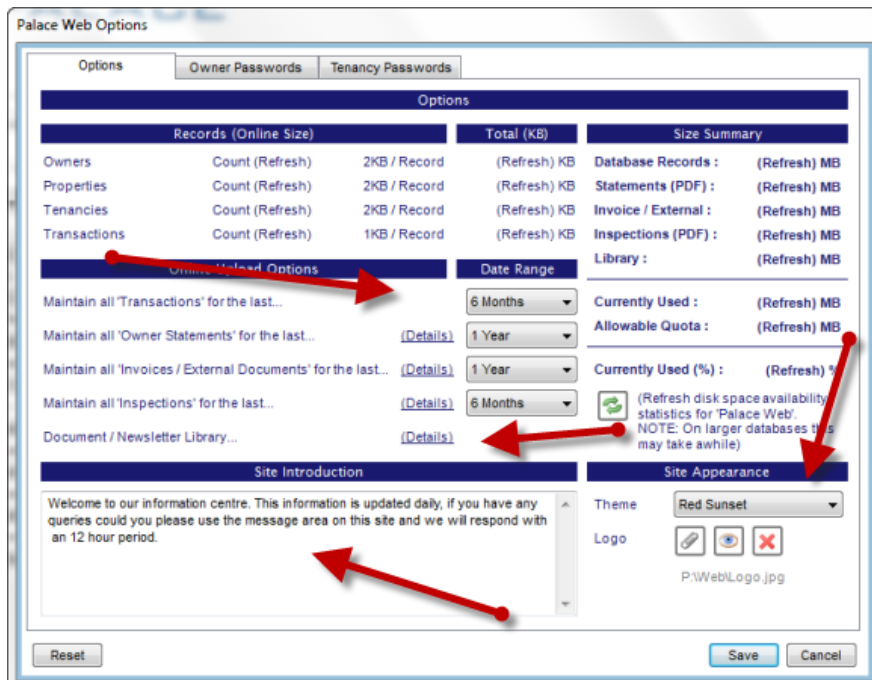 Palace Web Options
Options Owner Passwords Tenancy Passwords
Options
Records (Online Size) Total (KB) Size Summary
Owners Count (Refresh) 2KB / Record (Refresh) KB Database Records : (Refresh) MB
Properties Count (Refresh) 2KB / Record (Refresh) KB Statements (PDF) : (Refresh) MB
Tenancies Count (Refresh) 2KB / Record (Refresh) KB Invoice / External : (Refresh) MB
Transactions Count (Refresh) 1KB / Record (Refresh) KB Inspections (PDF) : (Refresh) MB
Library : (Refresh) MB
Online Upload Options Date Range
Maintain all 'Transactions' for the last... 6 Months Currently Used : (Refresh) MB
Allowable Quota : (Refresh) MB
Maintain all 'Owner Statements' for the last... (Details) 1 Year
Maintain all 'Invoices / External Documents' for the last... (Details) 1 Year Currently Used (%) : (Refresh) %
Maintain all 'Inspections' for the last... (Details) 6 Months (Refresh disk space availability
statistics for 'Palace Web'.
Document / Newsletter Library... (Details) NOTE: On larger databases this
may take awhile)
Site Introduction Site Appearance
Welcome to our information centre. This information is updated daily, if you have any
queries could you please use the message area on this site and we will respond with
an 12 hour period.
Theme Red Sunset
Logo
P:\Web\Logo.jpg
Reset Save Cancel